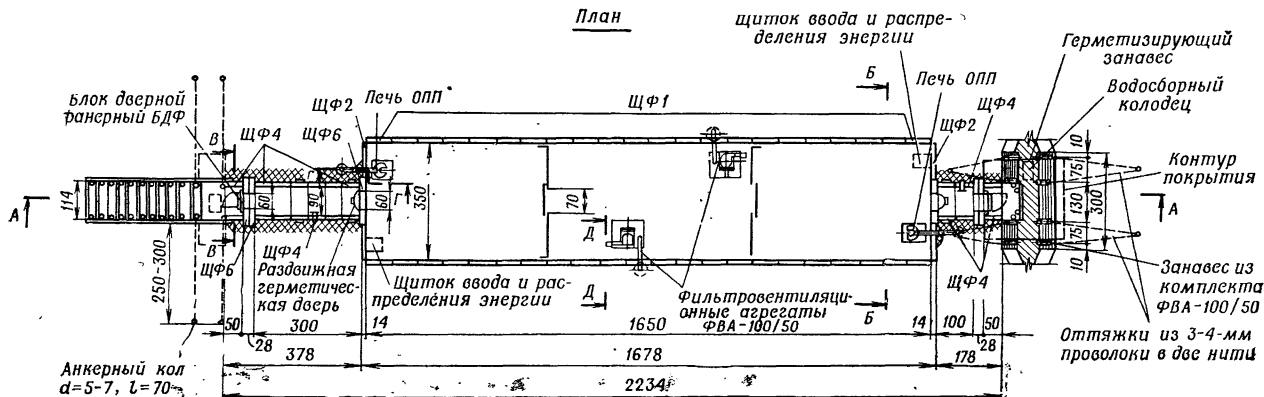 План
Щиток ввода и распре-
деления энергии
Герметизирующий
занавес
Водосборный
колодец
Блок дверной
фанерный БДФ
ЩФ4
ЩФ6
ЩФ2
Печь ОПП
ЩФ1
Б
Печь ОПП
ЩФ4
ЩФ2
Контур
покрытия
В
В
А
А
114
60
90
Г
60
350
70
Д
Д
10
75
130
300
75
10
250-300
ЩФ6
ЩФ4
Раздвижная
герметичес-
кая дверь
Щиток ввода и рас-
пределения энергии
Фильтровентиляци-
онные агрегаты
ФВА-100/50
Б
ЩФ4
Занавес из
комплекта
ФВА-100/50
Оттяжки из 3-4-мм
проволоки в две нити
50
28
300
14
1650
14
100
28
50
378
1678
178
2234
Анкерный кол
d=5-7, l=70